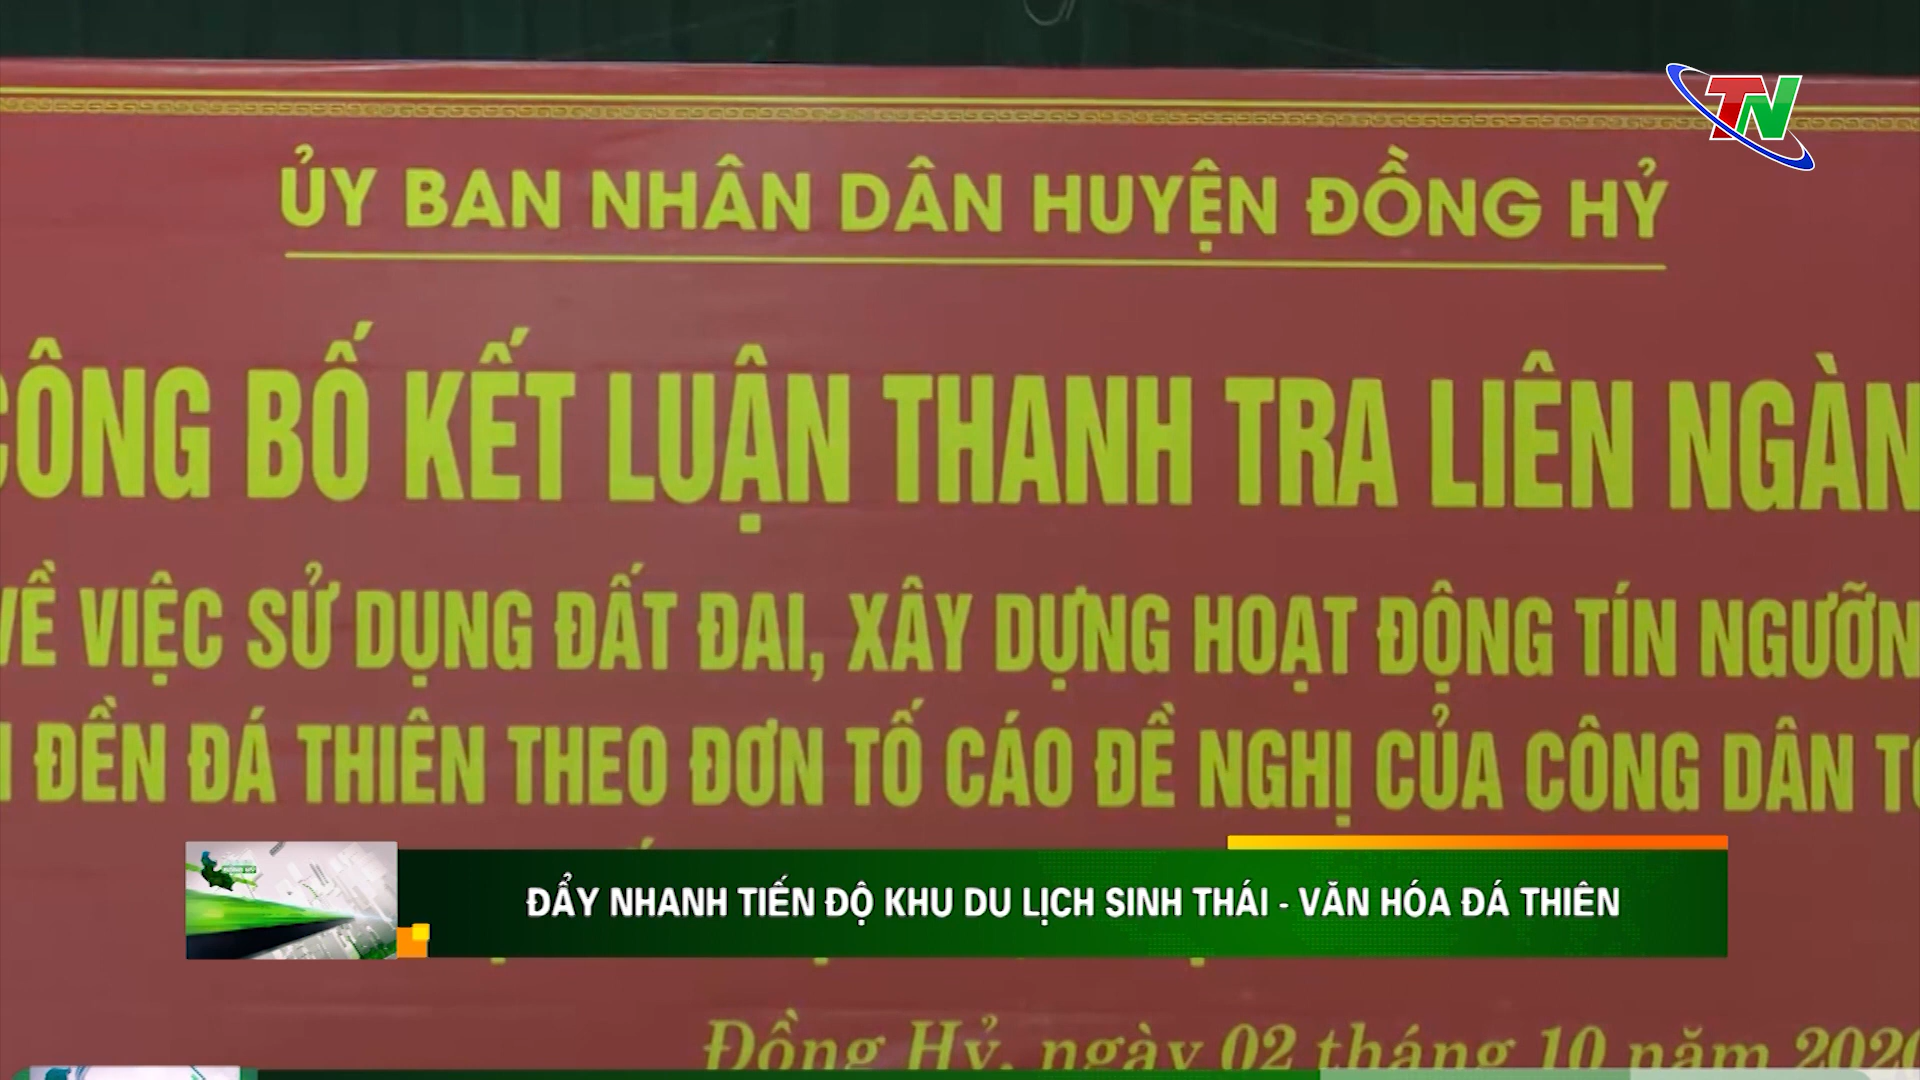 TN
ỦY BAN NHÂN DÂN HUYỆN ĐỒNG HỶ
CÔNG BỐ KẾT LUẬN THANH TRA LIÊN NGÀN
VỀ VIỆC SỬ DỤNG ĐẤT ĐAI, XÂY DỰNG HOẠT ĐỘNG TÍN NGƯỠN
I ĐỀN ĐÁ THIÊN THEO ĐƠN TỐ CÁO ĐỀ NGHỊ CỦA CÔNG DÂN
ĐẨY NHANH TIẾN ĐỘ KHU DU LỊCH SINH THÁI - VĂN HÓA ĐÁ THIÊN
Đồng Hỷ, ngày 02 tháng 10 năm 2020